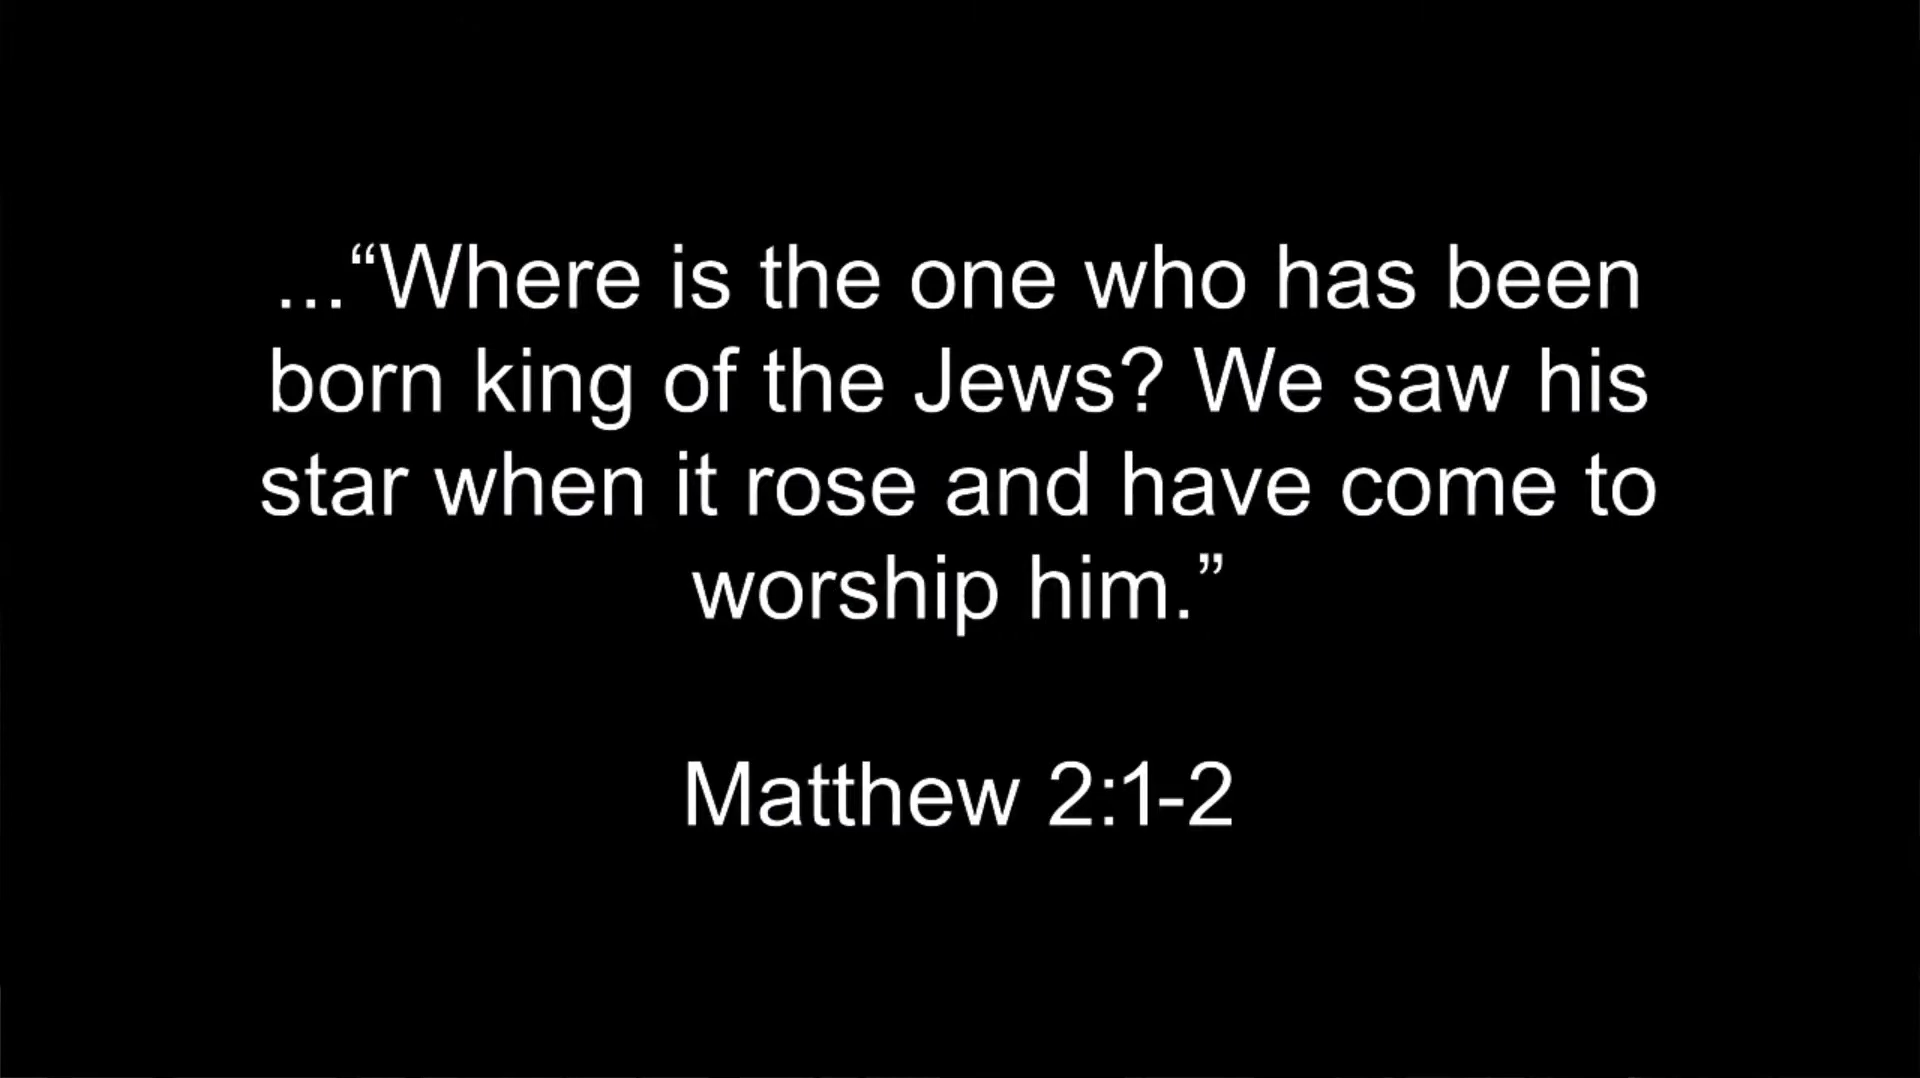 ...“Where is the one who has been
born king of the Jews? We saw his
star when it rose and have come to
worship him.”
Matthew 2:1-2